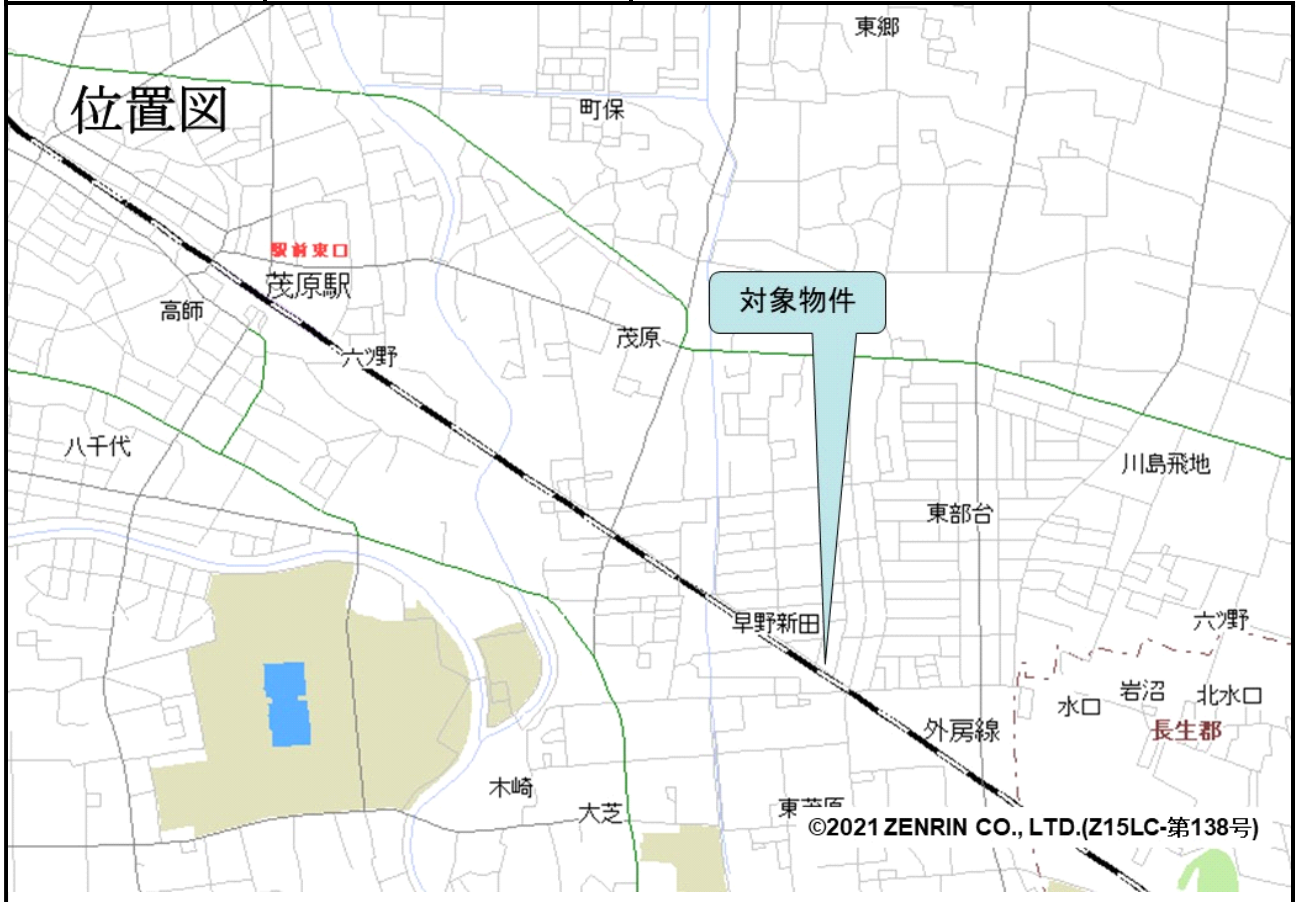 東郷
位置図
町保
駅前東口
茂原駅
対象物件
高師
茂原
六ツ野
八千代
川島飛地
東部台
早野新田
六ツ野
岩沼
北水口
水口
長生郡
外房線
木崎
大芝
東茂原
©2021 ZENRIN CO., LTD.(Z15LC-第138号)